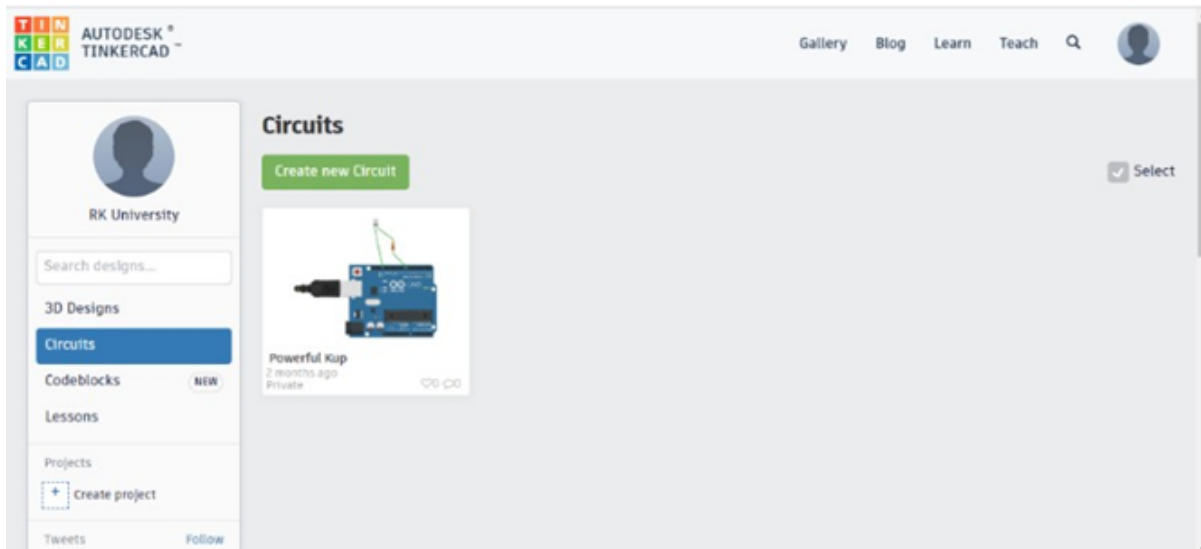 TIN
KER
CAD
AUTODESK®
TINKERCAD™
Gallery Blog Learn Teach
RK University
Search designs...
3D Designs
Circuits
Codeblocks NEW
Lessons
Projects
+ Create project
Tweets Follow
Circuits
Create new Circuit
Select
Powerful Kup
2 months ago
Private 0 0